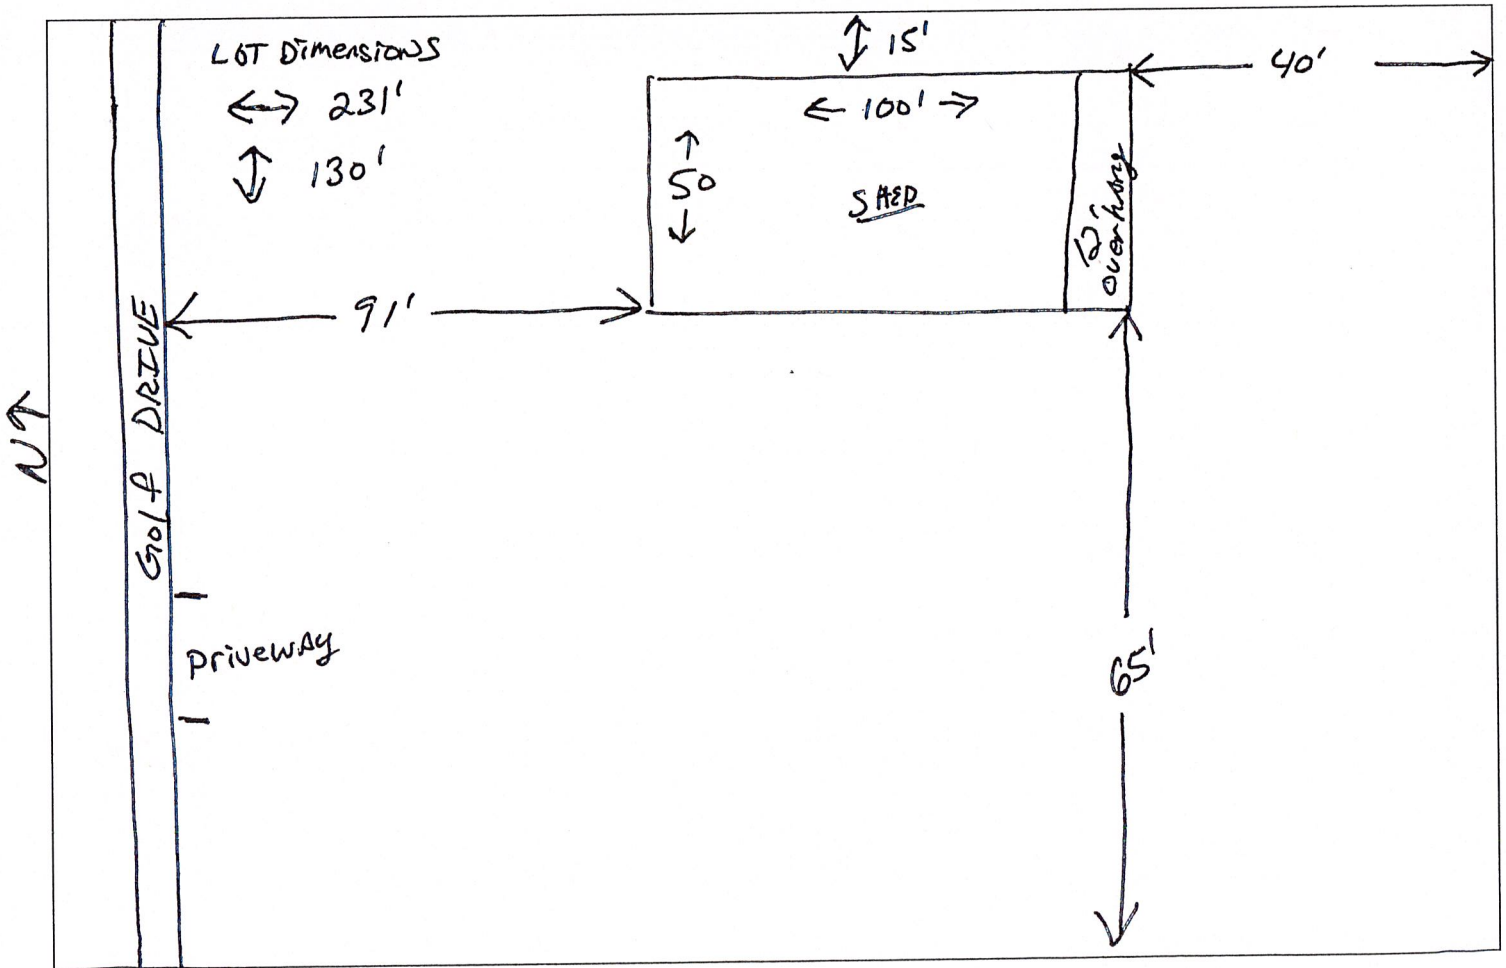 LOT Dimensions
↔ 231'
↕ 130'
↕ 15'
← 40' →
← 100' →
↑
50
↓
SHED
12'
overhang
← 91' →
Golf DRIVE
N↑
Driveway
65'